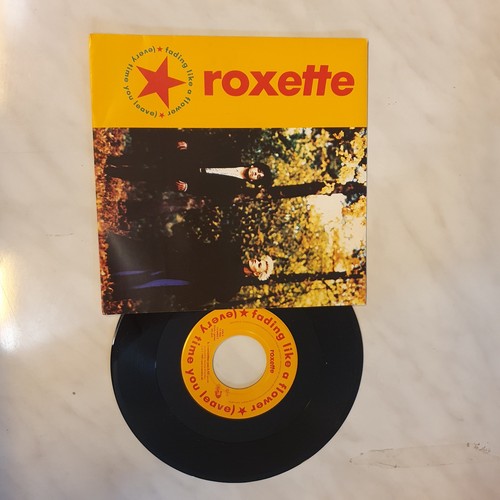 roxette
★ fading like a flower ★ (every time you leave)
roxette
★ fading like a flower ★ (every time you leave)